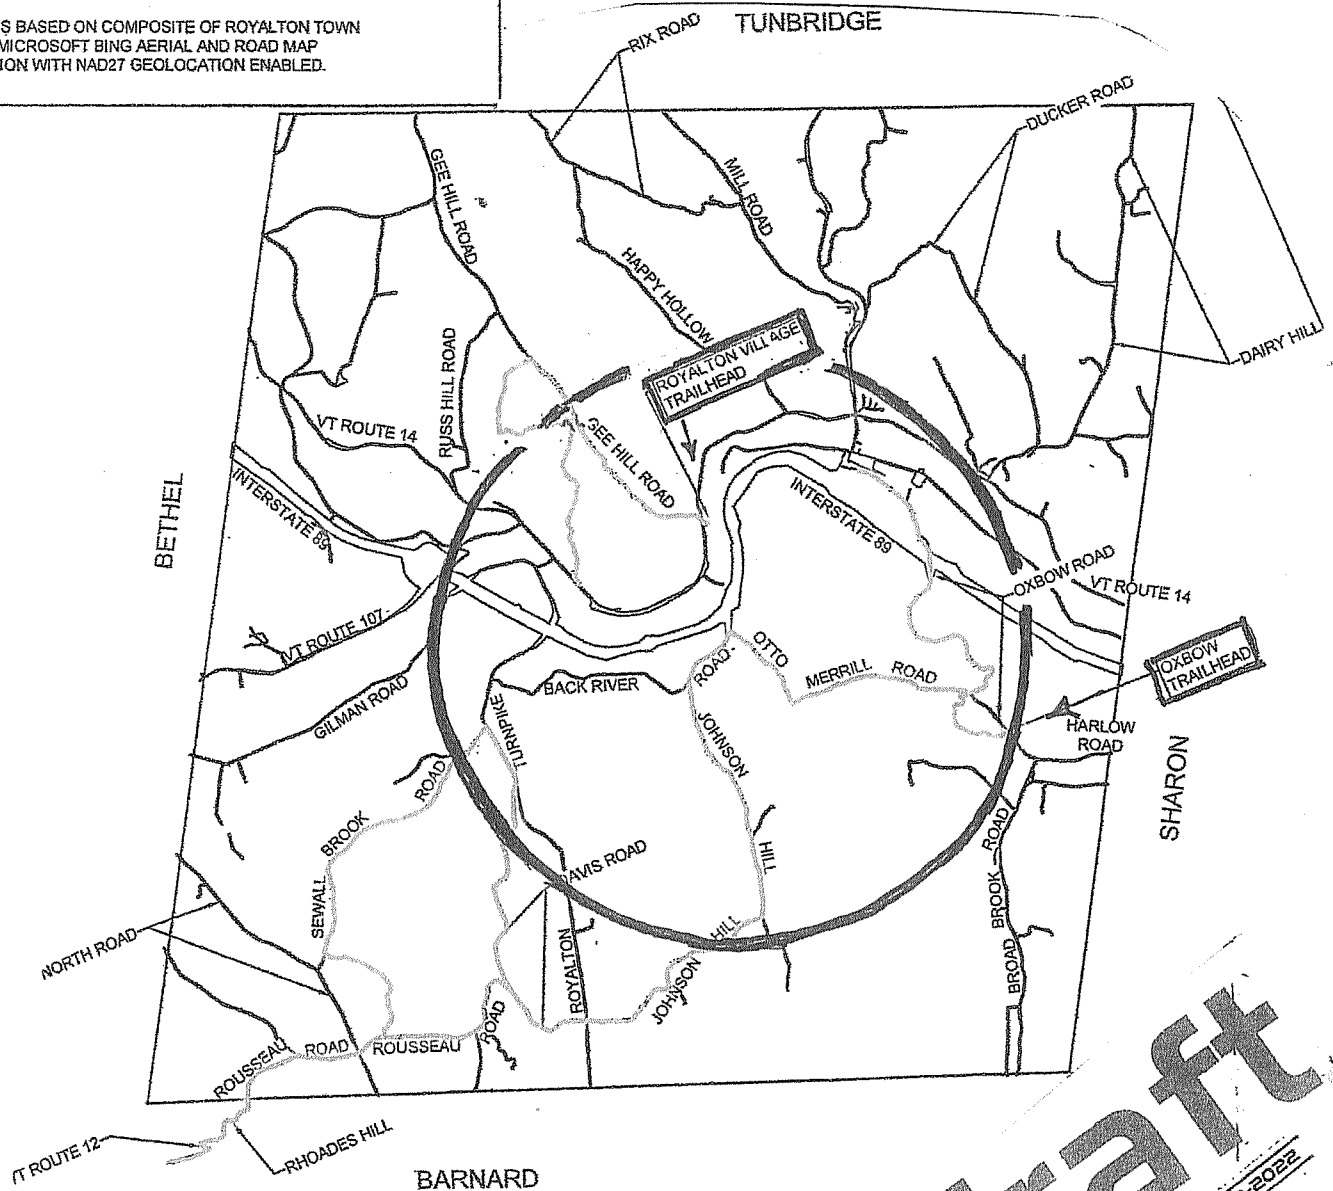 S BASED ON COMPOSITE OF ROYALTON TOWN
MICROSOFT BING AERIAL AND ROAD MAP
ION WITH NAD27 GEOLOCATION ENABLED.
TUNBRIDGE
RIX ROAD
DUCKER ROAD
GEE HILL ROAD
MILL ROAD
HAPPY HOLLOW
ROYALTON VILLAGE
TRAILHEAD
DAIRY HILL
RUSS HILL ROAD
VT ROUTE 14
GEE HILL ROAD
BETHEL
INTERSTATE 89
INTERSTATE 89
OXBOW ROAD
VT ROUTE 14
VT ROUTE 107
OXBOW
TRAILHEAD
OTTO
MERRILL ROAD
BACK RIVER
ROAD
GILMAN ROAD
TURNPIKE
JOHNSON
HARLOW
ROAD
SHARON
SEWALL BROOK ROAD
HILL
BROAD BROOK ROAD
DAVIS ROAD
NORTH ROAD
ROYALTON
JOHNSON HILL
ROAD
ROUSSEAU ROAD
ROUSSEAU
RHOADES HILL
T ROUTE 12
BARNARD
raft
2022